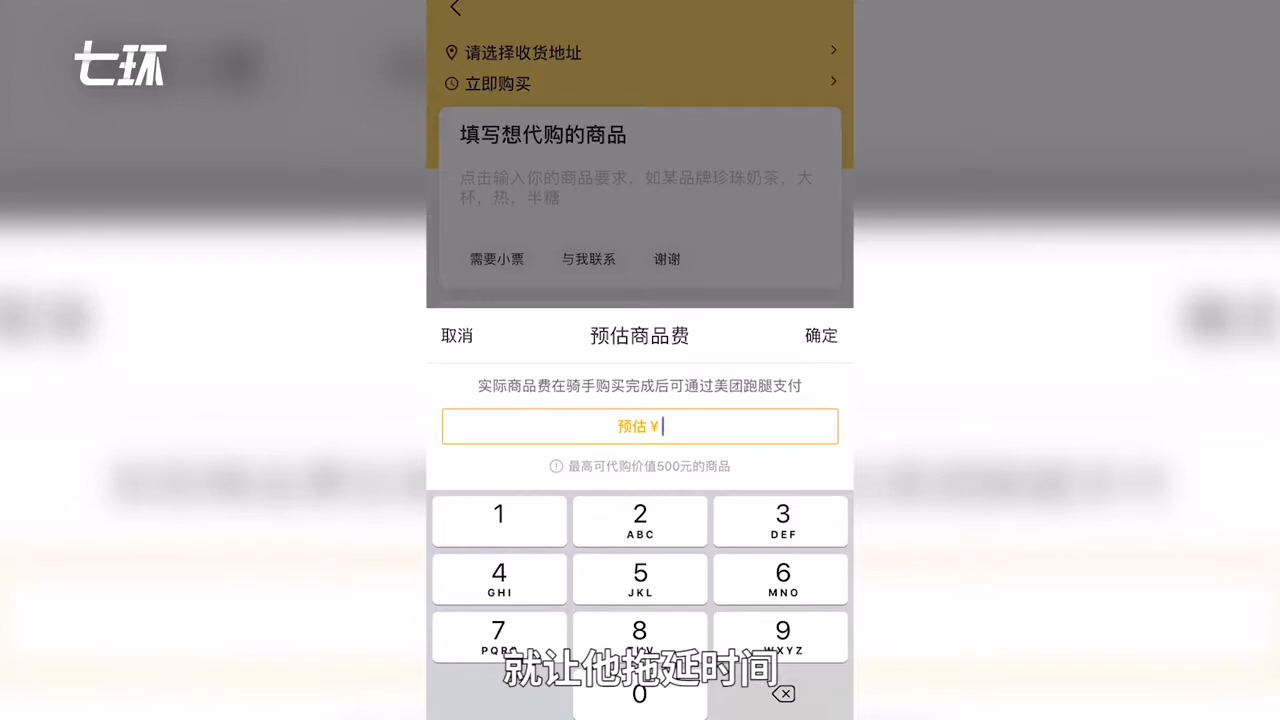 七环
请选择收货地址
立即购买
填写想代购的商品
点击输入你的商品要求，如某品牌珍珠奶茶，大
杯，热，半糖
需要小票 与我联系 谢谢
取消 预估商品费 确定
实际商品费在骑手购买完成后可通过美团跑腿支付
预估 ¥
最高可代购价值500元的商品
1 2 3
ABC DEF
4 5 6
GHI JKL MNO
7 8 9
就让他拖延时间
0